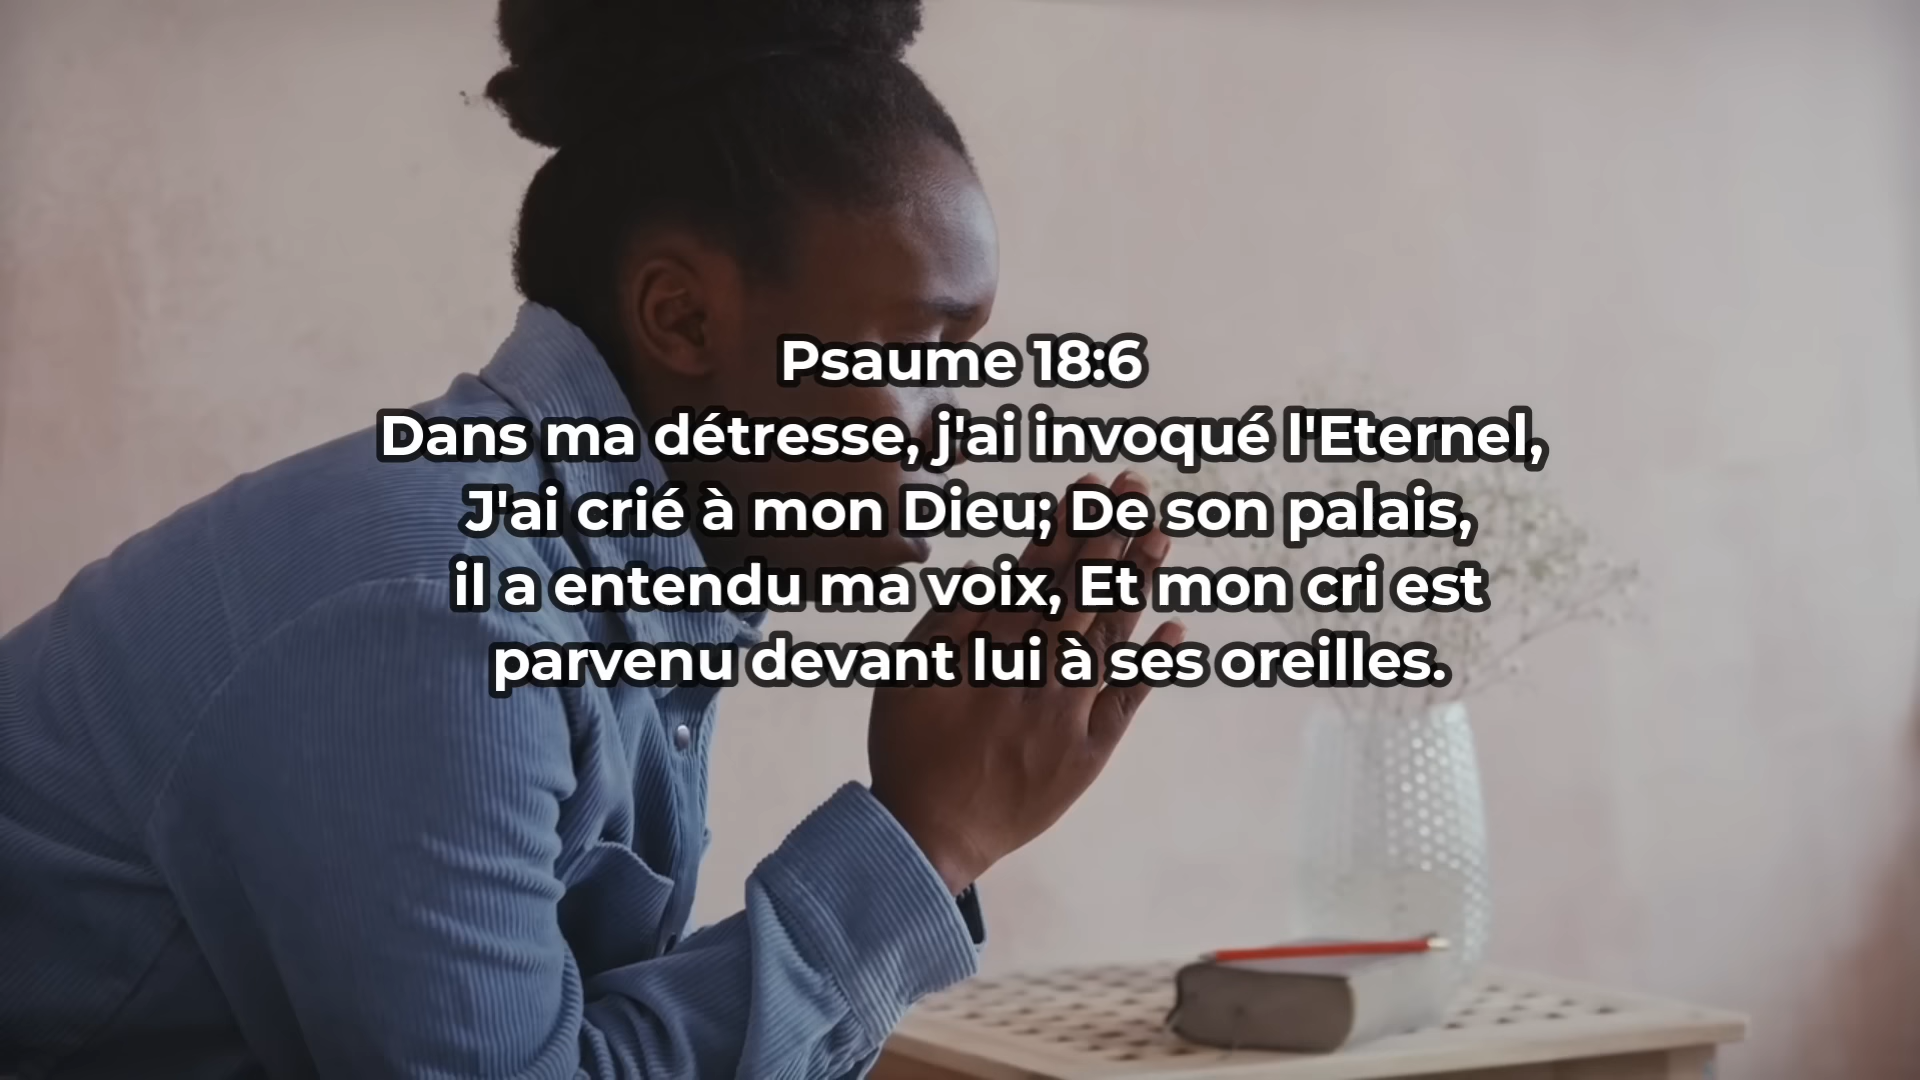 Psaume 18:6
Dans ma détresse, j'ai invoqué l'Eternel,
J'ai crié à mon Dieu; De son palais,
il a entendu ma voix, Et mon cri est
parvenu devant lui à ses oreilles.